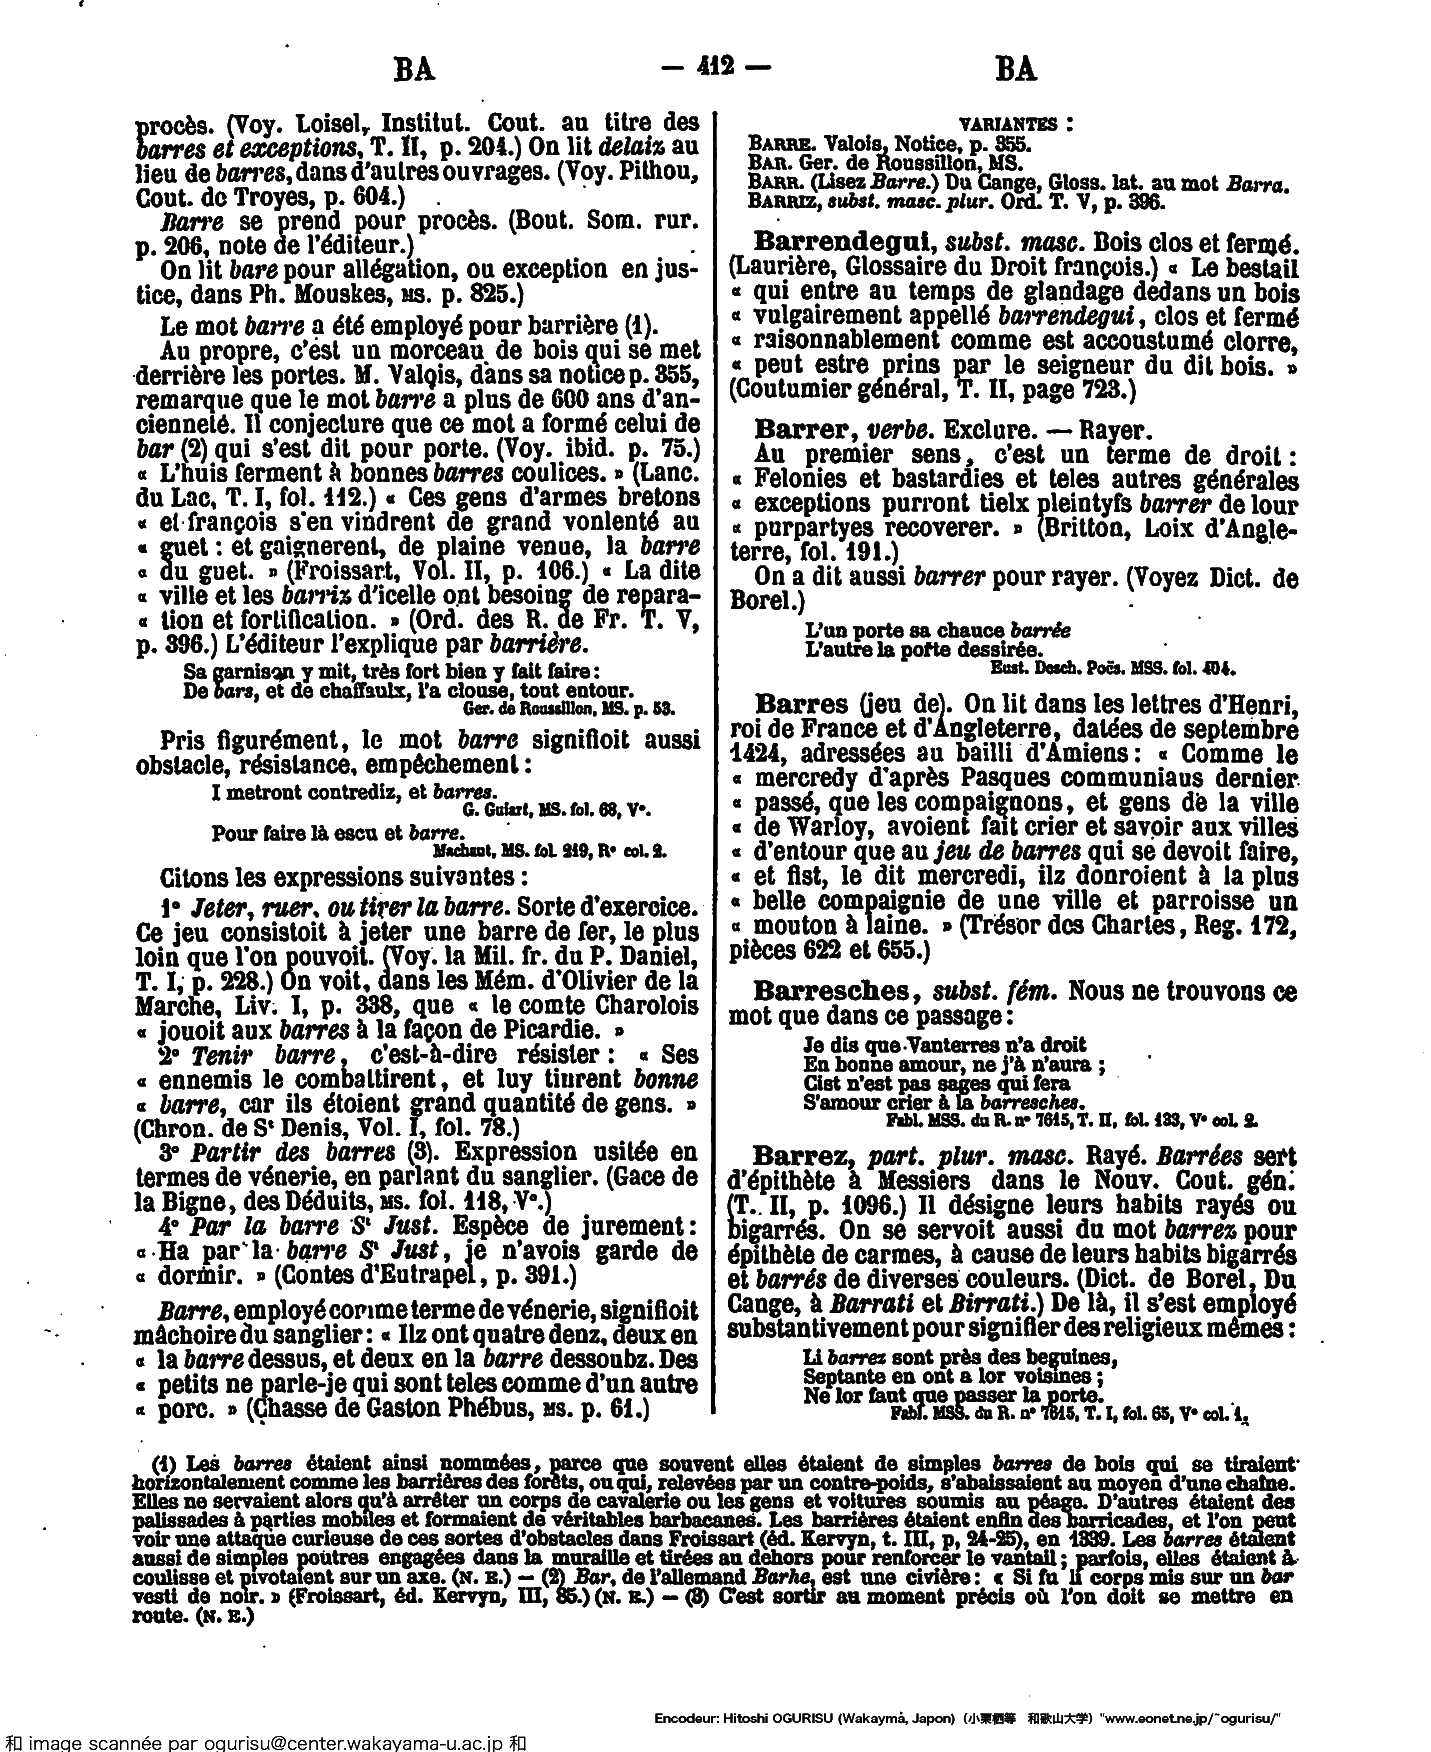 BA
— 412 —
BA
procès. (Voy. Loisel, Institut. Cout. au titre des
barres et exceptions, T. II, p. 204.) On lit delaiz au
lieu de barres, dans d'autres ouvrages. (Voy. Pithou,
Cout. de Troyes, p. 604.)
Barre se prend pour procès. (Bout. Som. rur.
p. 206, note de l'éditeur.)
On lit bare pour allégation, ou exception en jus-
tice, dans Ph. Mouskes, MS. p. 825.)
Le mot barre a été employé pour barrière (1).
Au propre, c'est un morceau de bois qui se met
derrière les portes. M. Valois, dans sa notice p. 355,
remarque que le mot barre a plus de 600 ans d'an-
cienneté. Il conjecture que ce mot a formé celui de
bar (2) qui s'est dit pour porte. (Voy. ibid. p. 75.)
« L'huis ferment à bonnes barres coulices. » (Lanc.
du Lac, T. I, fol. 112.) « Ces gens d'armes bretons
« et françois s'en vindrent de grand vonlenté au
« guet : et gaignerent, de plaine venue, la barre
« du guet. » (Froissart, Vol. II, p. 106.) « La dite
« ville et les barriz d'icelle ont besoing de repara-
« tion et fortification. » (Ord. des R. de Fr. T. V,
p. 396.) L'éditeur l'explique par barrière.
Sa garnison y mit, très fort bien y fait faire :
De bars, et de chaffaulx, l'a clouse, tout entour.
Ger. de Roussillon, MS. p. 53.
Pris figurément, le mot barre signifioit aussi
obstacle, résistance, empêchement :
I metront contrediz, et barres.
G. Guiart, MS. fol. 68, V°.
Pour faire là escu et barre.
Machaut, MS. fol. 219, R° col. 2.
Citons les expressions suivantes :
1° Jeter, ruer, ou tirer la barre. Sorte d'exercice.
Ce jeu consistoit à jeter une barre de fer, le plus
loin que l'on pouvoit. (Voy. la Mil. fr. du P. Daniel,
T. I, p. 228.) On voit, dans les Mém. d'Olivier de la
Marche, Liv. I, p. 338, que « le comte Charolois
« jouoit aux barres à la façon de Picardie. »
2° Tenir barre, c'est-à-dire résister : « Ses
« ennemis le combattirent, et luy tinrent bonne
« barre, car ils étoient grand quantité de gens. »
(Chron. de St Denis, Vol. I, fol. 78.)
3° Partir des barres (3). Expression usitée en
termes de vénerie, en parlant du sanglier. (Gace de
la Bigne, des Déduits, MS. fol. 118, V°.)
4° Par la barre St Just. Espèce de jurement :
« Ha par la barre St Just, je n'avois garde de
« dormir. » (Contes d'Eutrapel, p. 391.)
Barre, employé comme terme de vénerie, signifioit
mâchoire du sanglier : « Ilz ont quatre denz, deux en
« la barre dessus, et deux en la barre dessoubz. Des
« petits ne parle-je qui sont teles comme d'un autre
« porc. » (Chasse de Gaston Phébus, MS. p. 61.)
VARIANTES :
BARRE. Valois, Notice, p. 355.
BAR. Ger. de Roussillon, MS.
BARR. (Lisez Barre.) Du Cange, Gloss. lat. au mot Barra.
BARRIZ, subst. masc. plur. Ord. T. V, p. 396.
Barrendegui, subst. masc. Bois clos et fermé.
(Laurière, Glossaire du Droit françois.) « Le bestail
« qui entre au temps de glandage dedans un bois
« vulgairement appellé barrendegui, clos et fermé
« raisonnablement comme est accoustumé clorre,
« peut estre prins par le seigneur du dit bois. »
(Coutumier général, T. II, page 723.)
Barrer, verbe. Exclure. — Rayer.
Au premier sens, c'est un terme de droit :
« Felonies et bastardies et teles autres générales
« exceptions purront tielx pleintyfs barrer de lour
« purpartyes recoverer. » (Britton, Loix d'Angle-
terre, fol. 191.)
On a dit aussi barrer pour rayer. (Voyez Dict. de
Borel.)
L'un porte sa chauce barrée
L'autre la porte dessirée.
Eust. Desch. Poës. MSS. fol. 404.
Barres (jeu de). On lit dans les lettres d'Henri,
roi de France et d'Angleterre, datées de septembre
1424, adressées au bailli d'Amiens : « Comme le
« mercredy d'après Pasques communiaus dernier
« passé, que les compaignons, et gens de la ville
« de Warloy, avoient fait crier et savoir aux villes
« d'entour que au jeu de barres qui se devoit faire,
« et fist, le dit mercredi, ilz donroient à la plus
« belle compaignie de une ville et parroisse un
« mouton à laine. » (Trésor des Chartes, Reg. 172,
pièces 622 et 655.)
Barresches, subst. fém. Nous ne trouvons ce
mot que dans ce passage :
Je dis que Vanterres n'a droit
En bonne amour, ne j'à n'aura ;
Cist n'est pas sages qui fera
S'amour crier à la barresches.
Fabl. MSS. du R. n° 7615, T. II, fol. 133, V° col. 2.
Barrez, part. plur. masc. Rayé. Barrées sert
d'épithète à Messiers dans le Nouv. Cout. gén.
(T. II, p. 1096.) Il désigne leurs habits rayés ou
bigarrés. On se servoit aussi du mot barrez pour
épithète de carmes, à cause de leurs habits bigarrés
et barrés de diverses couleurs. (Dict. de Borel, Du
Cange, à Barrati et Birrati.) De là, il s'est employé
substantivement pour signifier des religieux mêmes :
Li barrez sont près des beguines,
Septante en ont a lor voisines ;
Ne lor faut que passer la porte.
Fabl. MSS. du R. n° 7615, T. I, fol. 65, V° col. 1.
(1) Les barres étaient ainsi nommées, parce que souvent elles étaient de simples barres de bois qui se tiraient
horizontalement comme les barrières des forêts, ou qui, relevées par un contre-poids, s'abaissaient au moyen d'une chaîne.
Elles ne servaient alors qu'à arrêter un corps de cavalerie ou les gens et voitures soumis au péage. D'autres étaient des
palissades à parties mobiles et formaient de véritables barbacanes. Les barrières étaient enfin des barricades, et l'on peut
voir une attaque curieuse de ces sortes d'obstacles dans Froissart (éd. Kervyn, t. III, p, 24-25), en 1339. Les barres étaient
aussi de simples poutres engagées dans la muraille et tirées au dehors pour renforcer le vantail ; parfois, elles étaient à
coulisse et pivotaient sur un axe. (N. E.) — (2) Bar, de l'allemand Barhe, est une civière : « Si fu li corps mis sur un bar
vesti de noir. » (Froissart, éd. Kervyn, III, 85.) (N. E.) — (3) C'est sortir au moment précis où l'on doit se mettre en
route. (N. E.)
Encodeur: Hitoshi OGURISU (Wakayma, Japon) (小栗栖等 和歌山大学) "www.eonet.ne.jp/~ogurisu/"
和 image scannée par ogurisu@center.wakayama-u.ac.jp 和